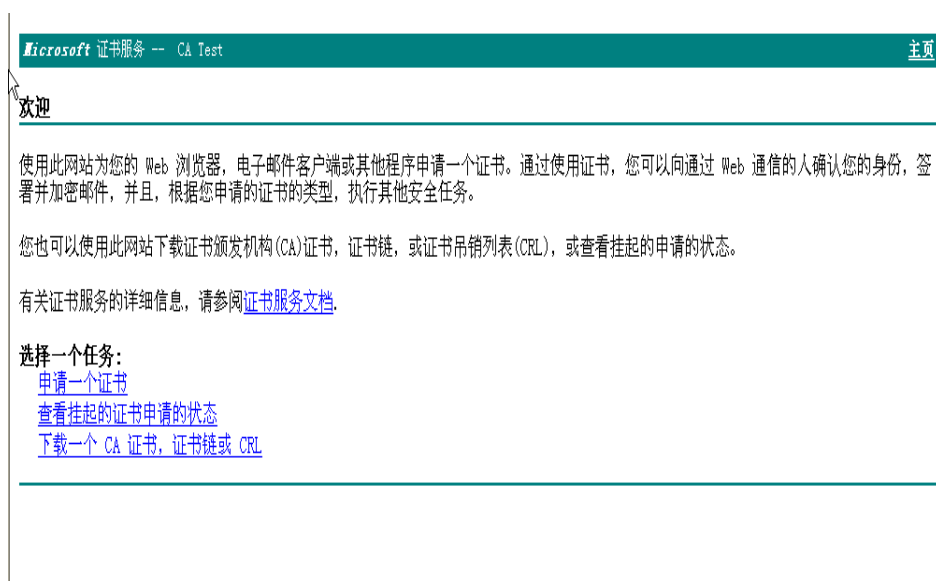 Microsoft 证书服务 -- CA Test 主页
欢迎
使用此网站为您的 Web 浏览器，电子邮件客户端或其他程序申请一个证书。通过使用证书，您可以向通过 Web 通信的人确认您的身份，签
署并加密邮件，并且，根据您申请的证书的类型，执行其他安全任务。
您也可以使用此网站下载证书颁发机构(CA)证书，证书链，或证书吊销列表(CRL)，或查看挂起的申请的状态。
有关证书服务的详细信息，请参阅证书服务文档.
选择一个任务:
申请一个证书
查看挂起的证书申请的状态
下载一个 CA 证书，证书链或 CRL